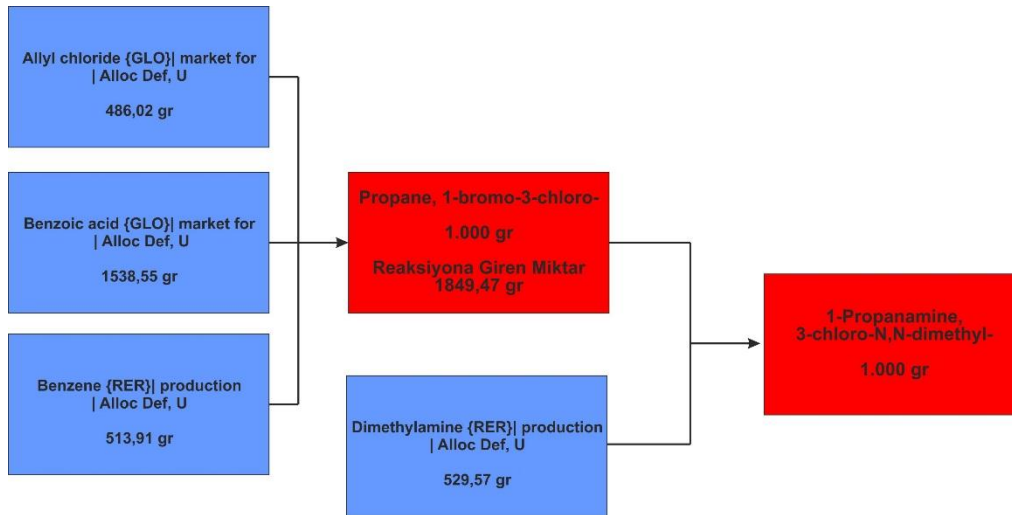 Allyl chloride {GLO}| market for
| Alloc Def, U
486,02 gr
Benzoic acid {GLO}| market for
| Alloc Def, U
1538,55 gr
Benzene {RER}| production
| Alloc Def, U
513,91 gr
Propane, 1-bromo-3-chloro-
1.000 gr
Reaksiyona Giren Miktar
1849,47 gr
Dimethylamine {RER}| production
| Alloc Def, U
529,57 gr
1-Propanamine,
3-chloro-N,N-dimethyl-
1.000 gr